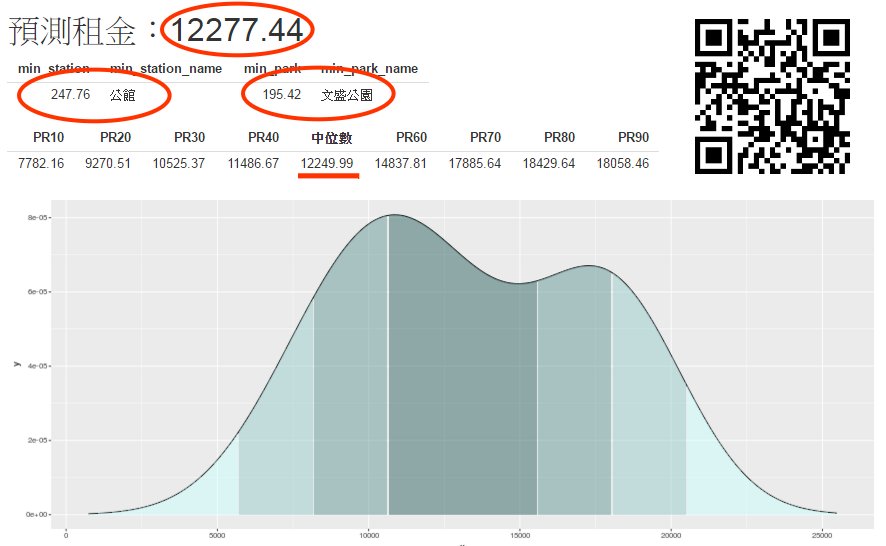 預測租金：12277.44
min_station min_station_name min_park min_park_name
247.76 公館 195.42 文盛公園
PR10 PR20 PR30 PR40 中位數 PR60 PR70 PR80 PR90
7782.16 9270.51 10525.37 11486.67 12249.99 14837.81 17885.64 18429.64 18058.46
8e-05
6e-05
y
4e-05
2e-05
0e+00
0 5000 10000 15000 20000 25000